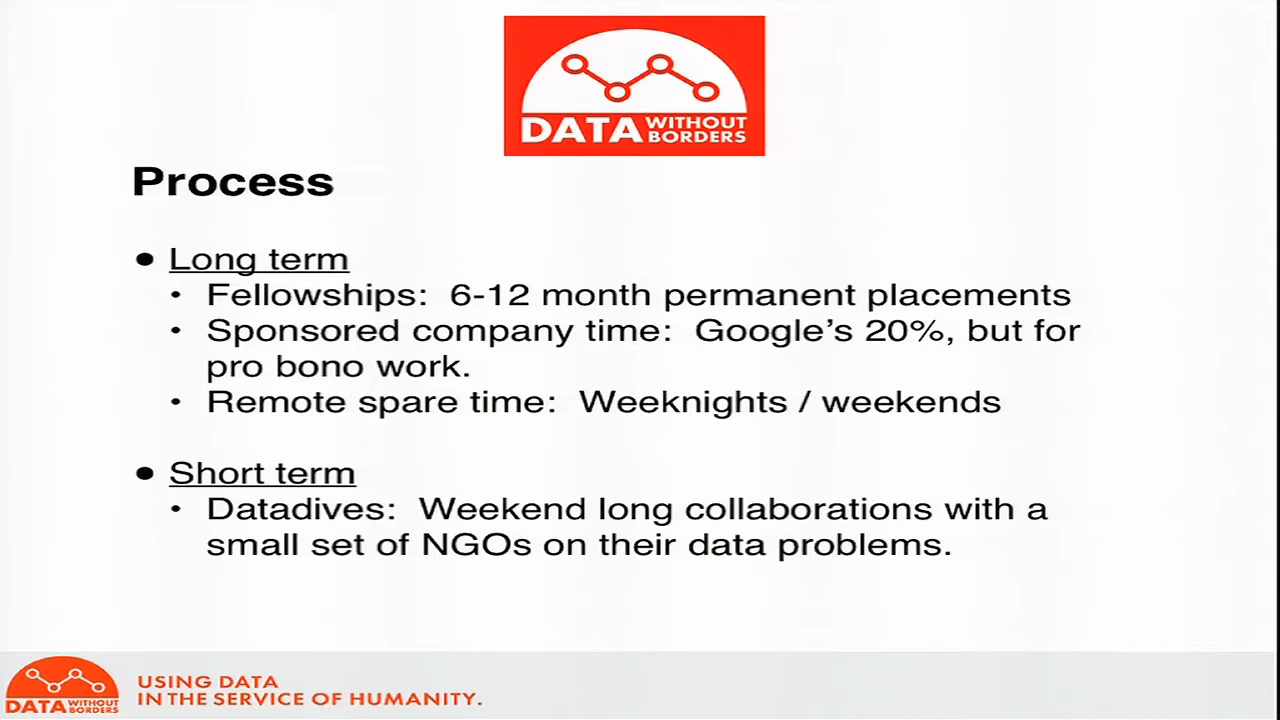 DATA WITHOUT BORDERS
Process
• Long term
• Fellowships: 6-12 month permanent placements
• Sponsored company time: Google's 20%, but for
pro bono work.
• Remote spare time: Weeknights / weekends
• Short term
• Datadives: Weekend long collaborations with a
small set of NGOs on their data problems.
DATA WITHOUT BORDERS
USING DATA
IN THE SERVICE OF HUMANITY.